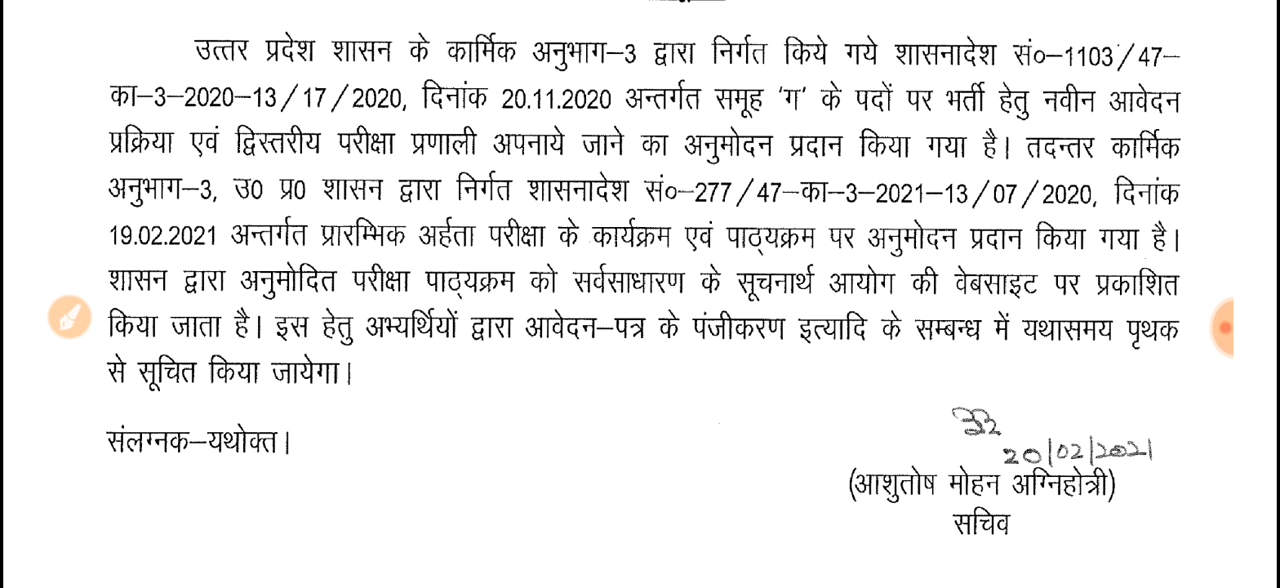 उत्तर प्रदेश शासन के कार्मिक अनुभाग–3 द्वारा निर्गत किये गये शासनादेश सं०–1103/47–
का–3–2020–13/17/2020, दिनांक 20.11.2020 अन्तर्गत समूह 'ग' के पदों पर भर्ती हेतु नवीन आवेदन
प्रक्रिया एवं द्विस्तरीय परीक्षा प्रणाली अपनाये जाने का अनुमोदन प्रदान किया गया है। तदन्तर कार्मिक
अनुभाग–3, उ0 प्र0 शासन द्वारा निर्गत शासनादेश सं०–277/47–का–3–2021–13/07/2020, दिनांक
19.02.2021 अन्तर्गत प्रारम्भिक अर्हता परीक्षा के कार्यक्रम एवं पाठ्यक्रम पर अनुमोदन प्रदान किया गया है।
शासन द्वारा अनुमोदित परीक्षा पाठ्यक्रम को सर्वसाधारण के सूचनार्थ आयोग की वेबसाइट पर प्रकाशित
किया जाता है। इस हेतु अभ्यर्थियों द्वारा आवेदन–पत्र के पंजीकरण इत्यादि के सम्बन्ध में यथासमय पृथक
से सूचित किया जायेगा।
संलग्नक–यथोक्त।
20/02/2021
(आशुतोष मोहन अग्निहोत्री)
सचिव